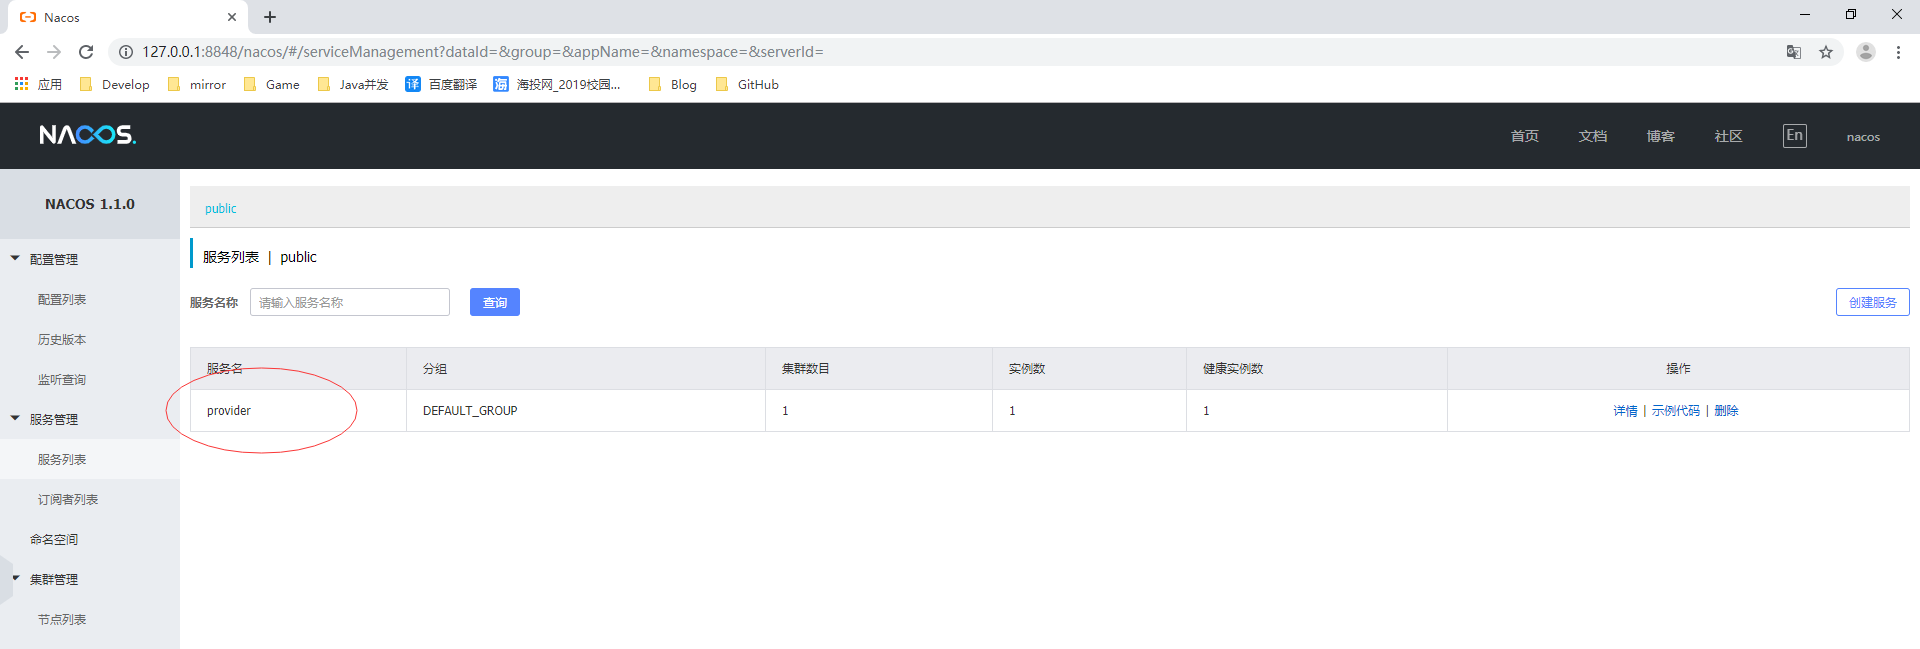 Nacos
127.0.0.1:8848/nacos/#/serviceManagement?dataId=&group=&appName=&namespace=&serverId=
应用 Develop mirror Game Java并发 译 百度翻译 海投 海投网_2019校园... Blog GitHub
NACOS. 首页 文档 博客 社区 En nacos
NACOS 1.1.0
配置管理
配置列表
历史版本
监听查询
服务管理
服务列表
订阅者列表
命名空间
集群管理
节点列表
public
服务列表 | public
服务名称 请输入服务名称 查询 创建服务
服务名 分组 集群数目 实例数 健康实例数 操作
provider DEFAULT_GROUP 1 1 1 详情 | 示例代码 | 删除